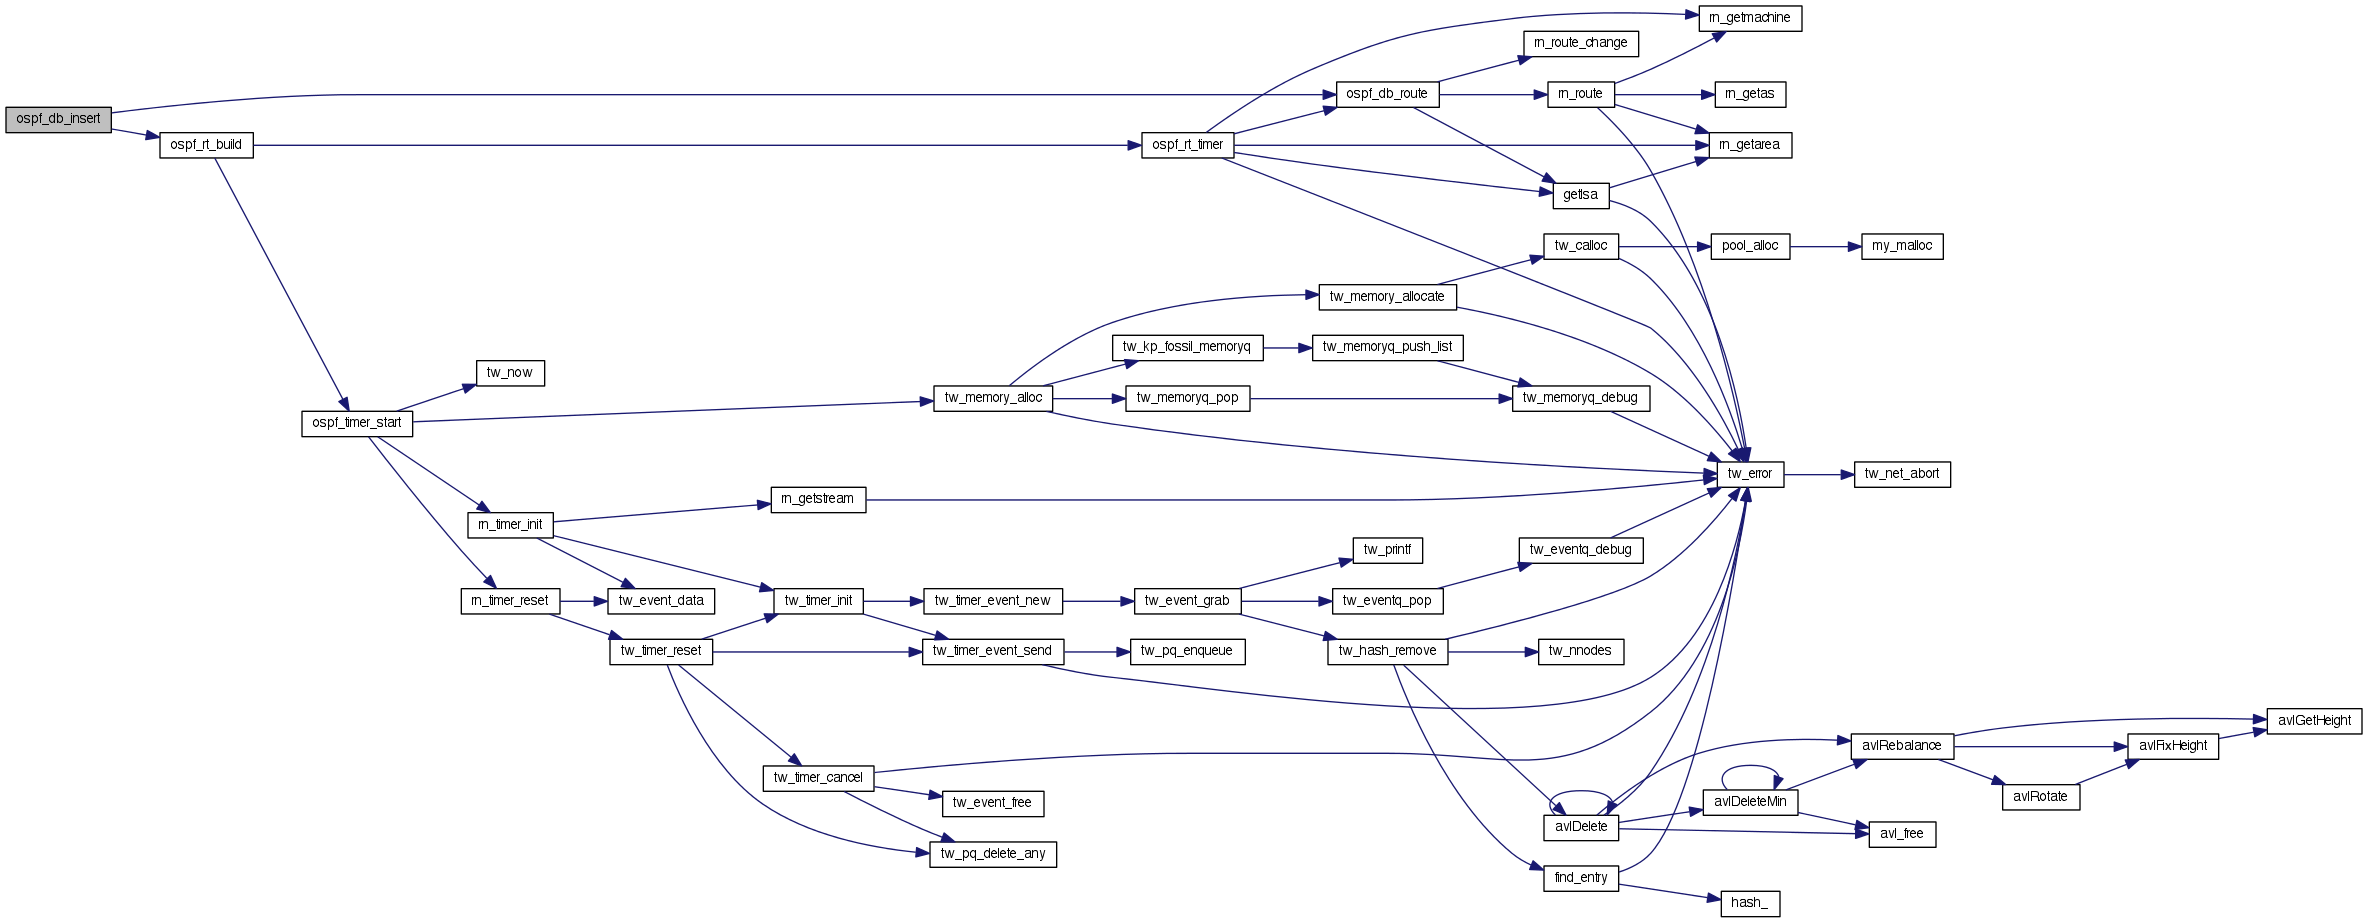 ospf_db_insert
ospf_rt_build
ospf_timer_start
tw_now
rn_timer_init
rn_timer_reset
tw_event_data
tw_timer_reset
rn_getstream
tw_timer_init
tw_timer_cancel
tw_memory_alloc
tw_timer_event_new
tw_timer_event_send
tw_event_free
tw_pq_delete_any
ospf_rt_timer
tw_kp_fossil_memoryq
tw_memoryq_pop
tw_event_grab
tw_pq_enqueue
ospf_db_route
tw_memory_allocate
tw_memoryq_push_list
tw_printf
tw_eventq_pop
tw_hash_remove
rn_route_change
rn_route
getlsa
tw_calloc
tw_memoryq_debug
tw_eventq_debug
tw_nnodes
avlDelete
find_entry
rn_getmachine
rn_getas
rn_getarea
pool_alloc
tw_error
avlDeleteMin
hash_
my_malloc
tw_net_abort
avlRebalance
avl_free
avlRotate
avlFixHeight
avlGetHeight